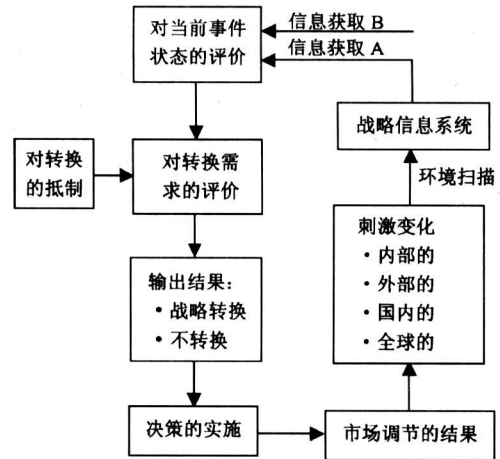 对当前事件
状态的评价
信息获取 B
信息获取 A
战略信息系统
对转换
的抵制
对转换需
求的评价
环境扫描
刺激变化
·内部的
·外部的
·国内的
·全球的
输出结果：
·战略转换
·不转换
决策的实施
市场调节的结果